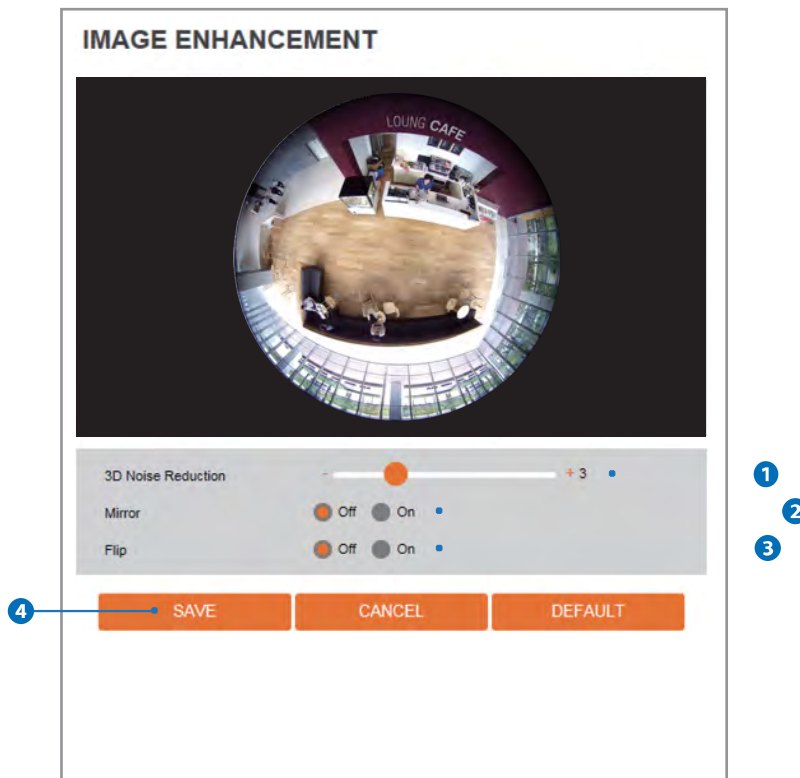 IMAGE ENHANCEMENT
LOUNG CAFE
3D Noise Reduction - + 3 1
Mirror Off On 2
Flip Off On 3
4 SAVE CANCEL DEFAULT